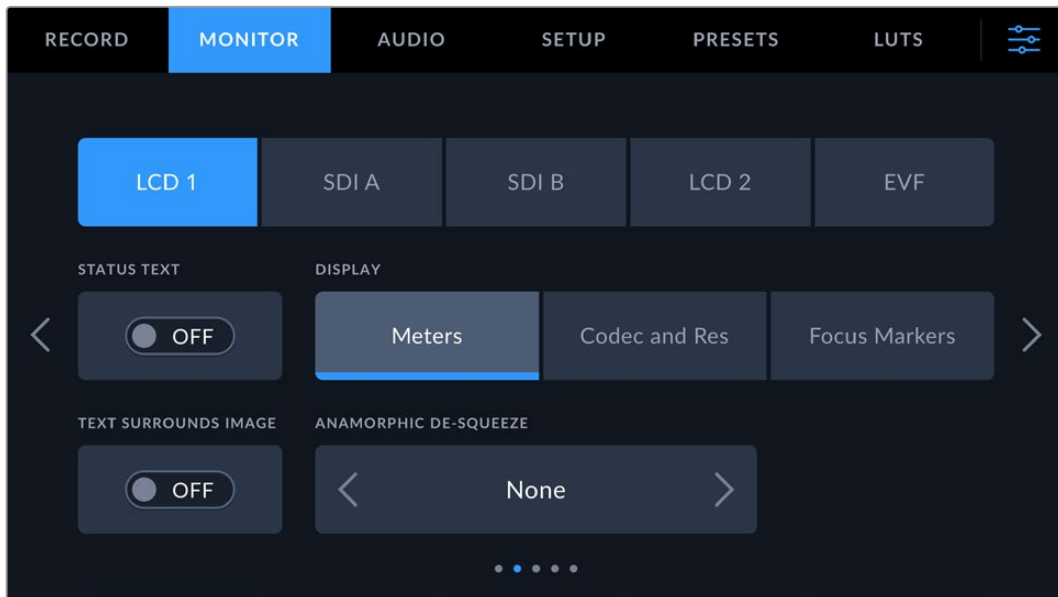 RECORD MONITOR AUDIO SETUP PRESETS LUTS
LCD 1 SDI A SDI B LCD 2 EVF
STATUS TEXT DISPLAY
OFF Meters Codec and Res Focus Markers
TEXT SURROUNDS IMAGE ANAMORPHIC DE-SQUEEZE
OFF None